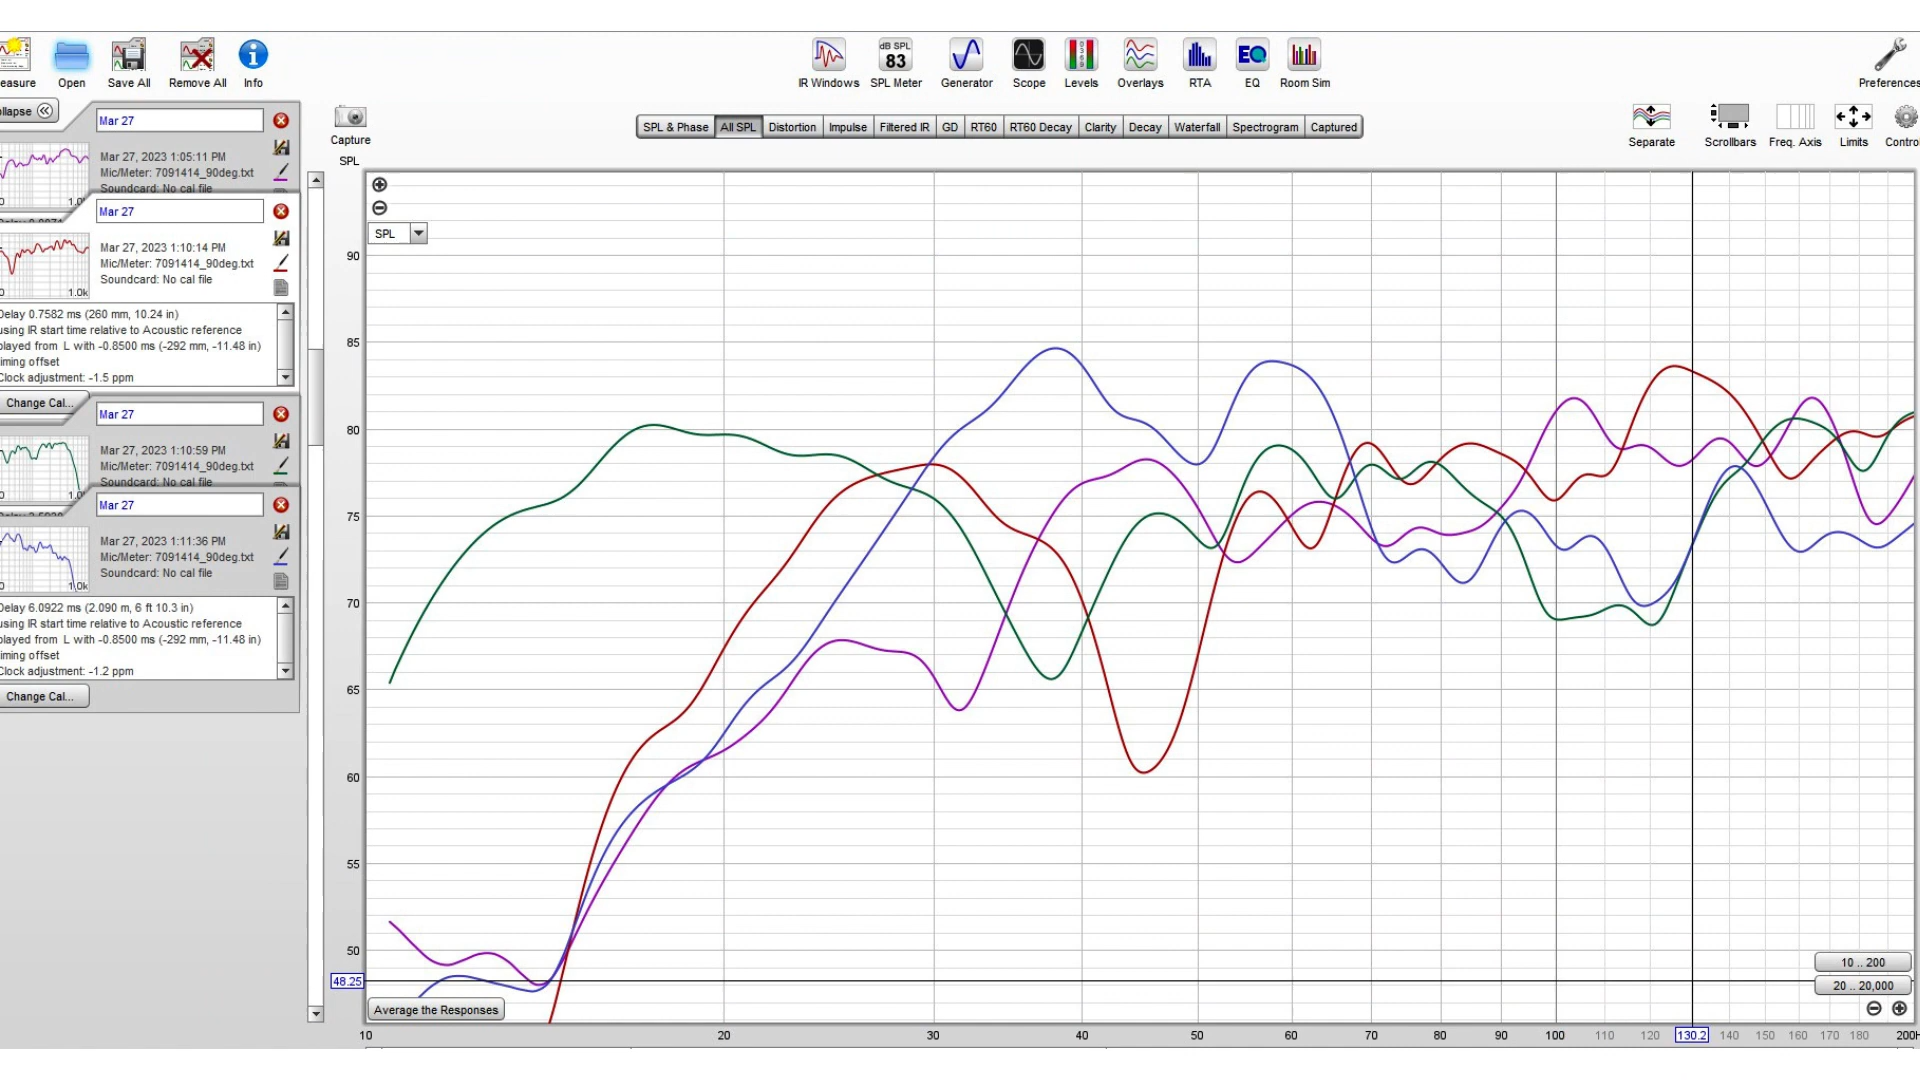 easure
Open
Save All
Remove All
Info
IR Windows
dB SPL
83
SPL Meter
Generator
Scope
Levels
Overlays
RTA
EQ
EQ
Room Sim
Preferences
ollapse
Mar 27
Mar 27, 2023 1:05:11 PM
Mic/Meter: 7091414_90deg.txt
Soundcard: No cal file
Mar 27
Mar 27, 2023 1:10:14 PM
Mic/Meter: 7091414_90deg.txt
Soundcard: No cal file
1.0k
Delay 0.7582 ms (260 mm, 10.24 in)
using IR start time relative to Acoustic reference
played from L with -0.8500 ms (-292 mm, -11.48 in)
timing offset
Clock adjustment: -1.5 ppm
Change Cal...
Mar 27
Mar 27, 2023 1:10:59 PM
Mic/Meter: 7091414_90deg.txt
Soundcard: No cal file
Mar 27
Mar 27, 2023 1:11:36 PM
Mic/Meter: 7091414_90deg.txt
Soundcard: No cal file
1.0k
Delay 6.0922 ms (2.090 m, 6 ft 10.3 in)
using IR start time relative to Acoustic reference
played from L with -0.8500 ms (-292 mm, -11.48 in)
timing offset
Clock adjustment: -1.2 ppm
Change Cal...
Capture
SPL & Phase
All SPL
Distortion
Impulse
Filtered IR
GD
RT60
RT60 Decay
Clarity
Decay
Waterfall
Spectrogram
Captured
Separate
Scrollbars
Freq. Axis
Limits
Contro
SPL
SPL
90
85
80
75
70
65
60
55
50
48.25
10 .. 200
20 .. 20,000
Average the Responses
10
20
30
40
50
60
70
80
90
100
110
120
130.2
140
150
160
170
180
200H